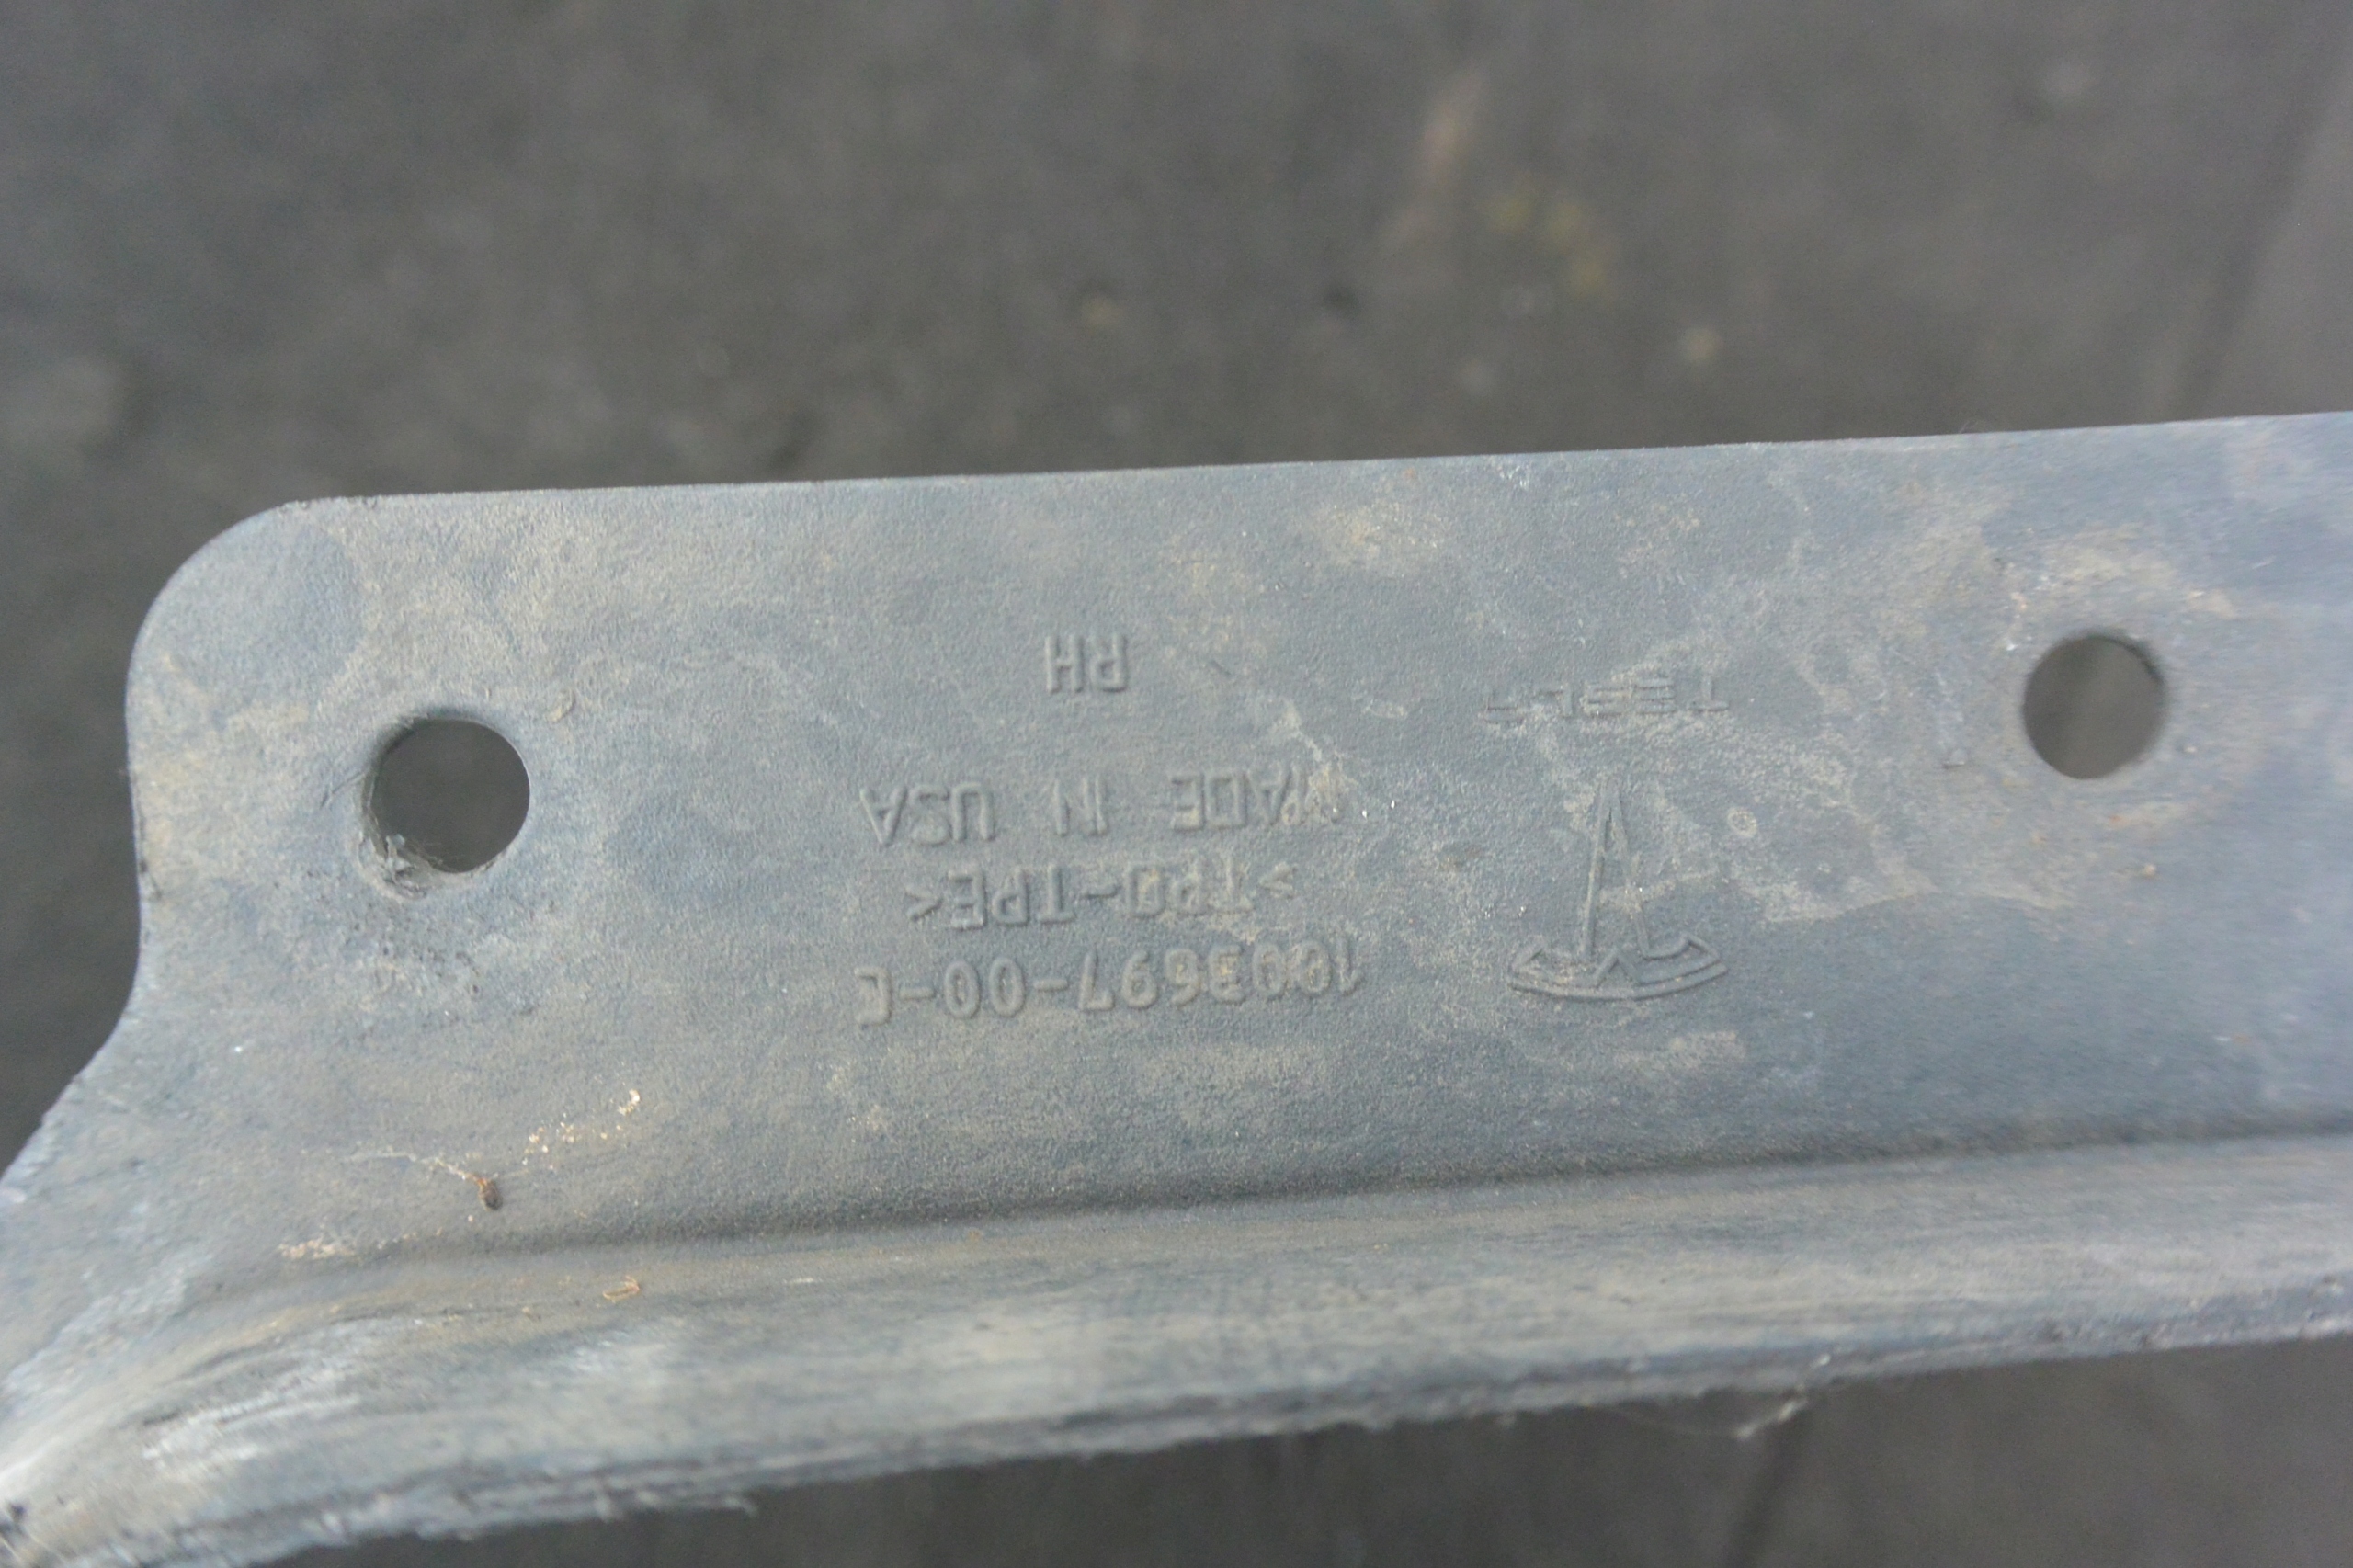 1003697-00-C
>TPO-TPE<
MADE IN USA
RH
TESLA